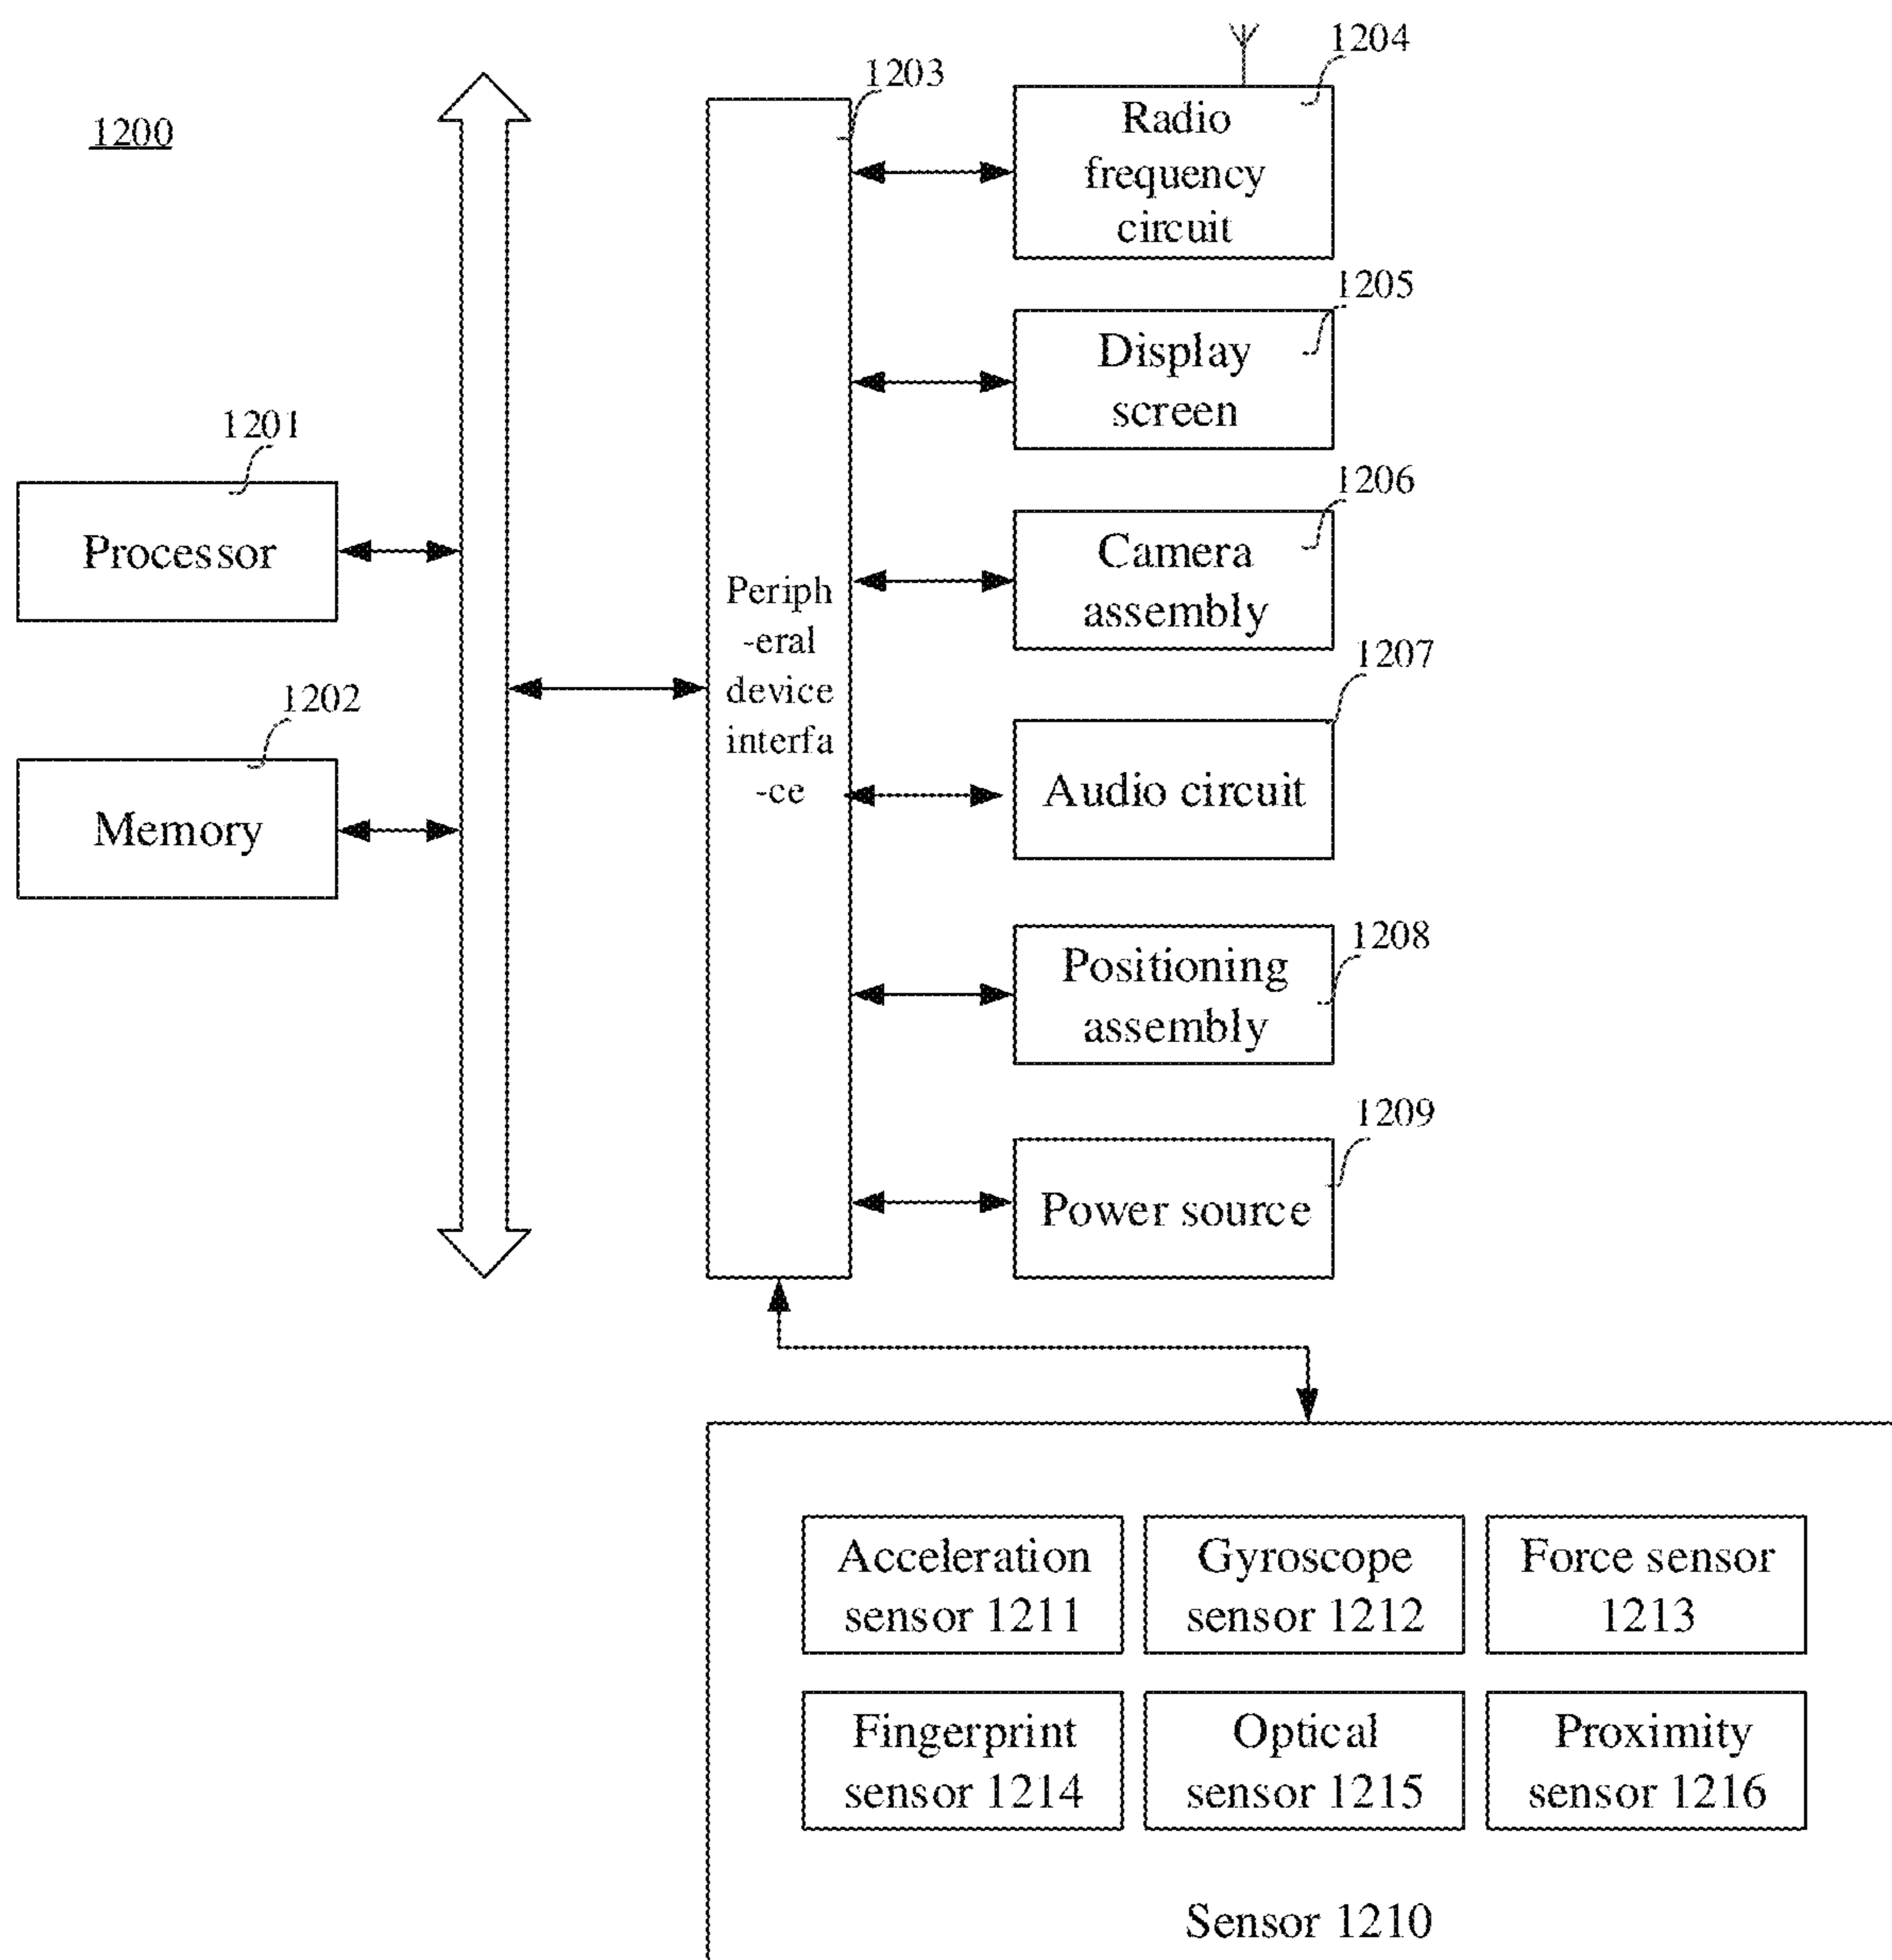 1200
1203
1204
Radio
frequency
circuit
1205
Display
screen
1201
Processor
1206
Camera
assembly
Periph
-eral
device
interfa
-ce
1202
Memory
1207
Audio circuit
1208
Positioning
assembly
1209
Power source
Acceleration
sensor 1211
Gyroscope
sensor 1212
Force sensor
1213
Fingerprint
sensor 1214
Optical
sensor 1215
Proximity
sensor 1216
Sensor 1210